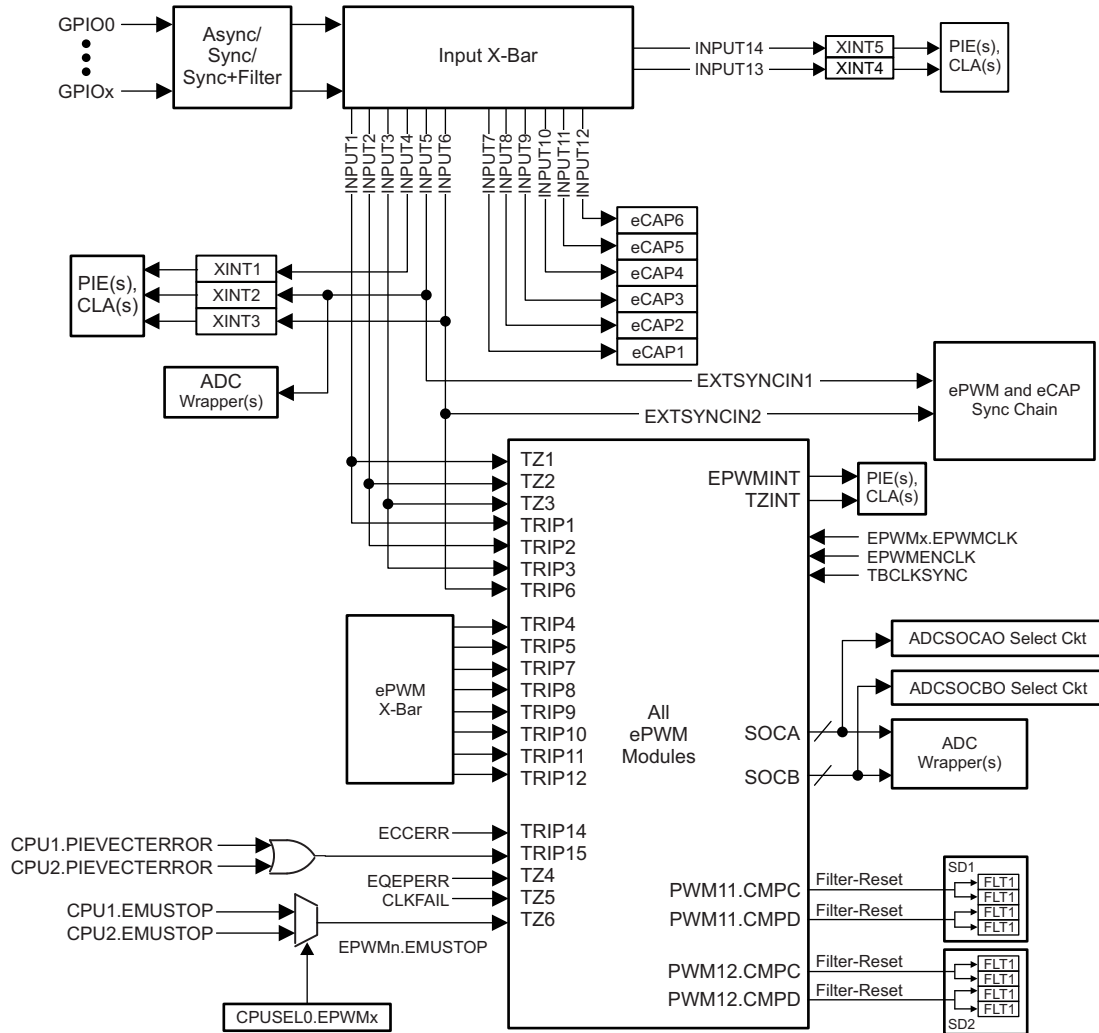 GPIO0
GPIOx
Async/
Sync/
Sync+Filter
Input X-Bar
INPUT14
INPUT13
XINT5
XINT4
PIE(s),
CLA(s)
INPUT1
INPUT2
INPUT3
INPUT4
INPUT5
INPUT6
INPUT7
INPUT8
INPUT9
INPUT10
INPUT11
INPUT12
eCAP6
eCAP5
eCAP4
eCAP3
eCAP2
eCAP1
PIE(s),
CLA(s)
XINT1
XINT2
XINT3
ADC
Wrapper(s)
EXTSYNCIN1
EXTSYNCIN2
ePWM and eCAP
Sync Chain
TZ1
TZ2
TZ3
TRIP1
TRIP2
TRIP3
TRIP6
EPWMINT
TZINT
PIE(s),
CLA(s)
EPWMx.EPWMCLK
EPWMENCLK
TBCLKSYNC
ePWM
X-Bar
TRIP4
TRIP5
TRIP7
TRIP8
TRIP9
TRIP10
TRIP11
TRIP12
All
ePWM
Modules
SOCA
SOCB
ADCSOCAO Select Ckt
ADCSOCBO Select Ckt
ADC
Wrapper(s)
CPU1.PIEVECTERROR
CPU2.PIEVECTERROR
ECCERR
TRIP14
TRIP15
EQEPERR
CLKFAIL
TZ4
TZ5
TZ6
CPU1.EMUSTOP
CPU2.EMUSTOP
EPWMn.EMUSTOP
CPUSEL0.EPWMx
PWM11.CMPC
PWM11.CMPD
Filter-Reset
Filter-Reset
SD1
FLT1
FLT1
FLT1
FLT1
PWM12.CMPC
PWM12.CMPD
Filter-Reset
Filter-Reset
FLT1
FLT1
FLT1
FLT1
SD2